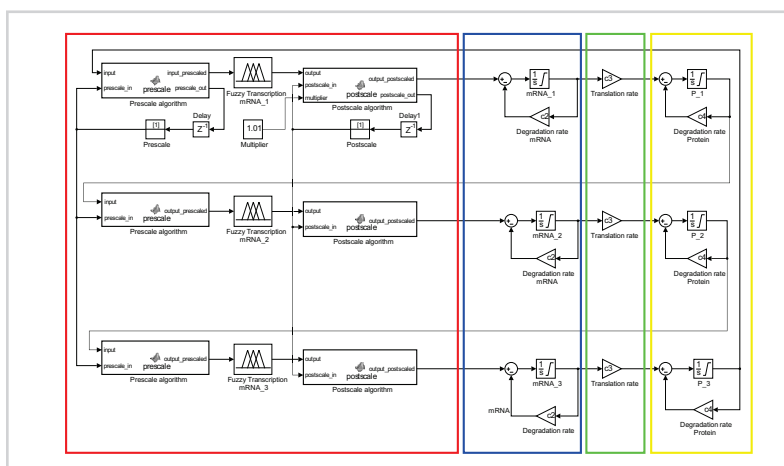 input
prescale_in
prescale
input_prescaled
prescale_out
Prescale algorithm
Fuzzy Transcription
mRNA_1
output
postscale_in
multiplier
postscale
output_postscaled
postscale_out
Postscale algorithm
Delay
Z-1
[1]
Prescale
1.01
Multiplier
[1]
Postscale
Delay1
Z-1
+
1
s
mRNA_1
c2
Degradation rate
mRNA
c3
Translation rate
+
1
s
P_1
c4
Degradation rate
Protein
input
prescale_in
prescale
output_prescaled
Prescale algorithm
Fuzzy Transcription
mRNA_2
output
postscale_in
postscale
output_postscaled
Postscale algorithm
+
1
s
mRNA_2
c2
Degradation rate
mRNA
c3
Translation rate
+
1
s
P_2
c4
Degradation rate
Protein
input
prescale_in
prescale
output_prescaled
Prescale algorithm
Fuzzy Transcription
mRNA_3
output
postscale_in
postscale
output_postscaled
Postscale algorithm
+
1
s
mRNA_3
mRNA
c2
Degradation rate
c3
Translation rate
+
1
s
P_3
c4
Degradation rate
Protein